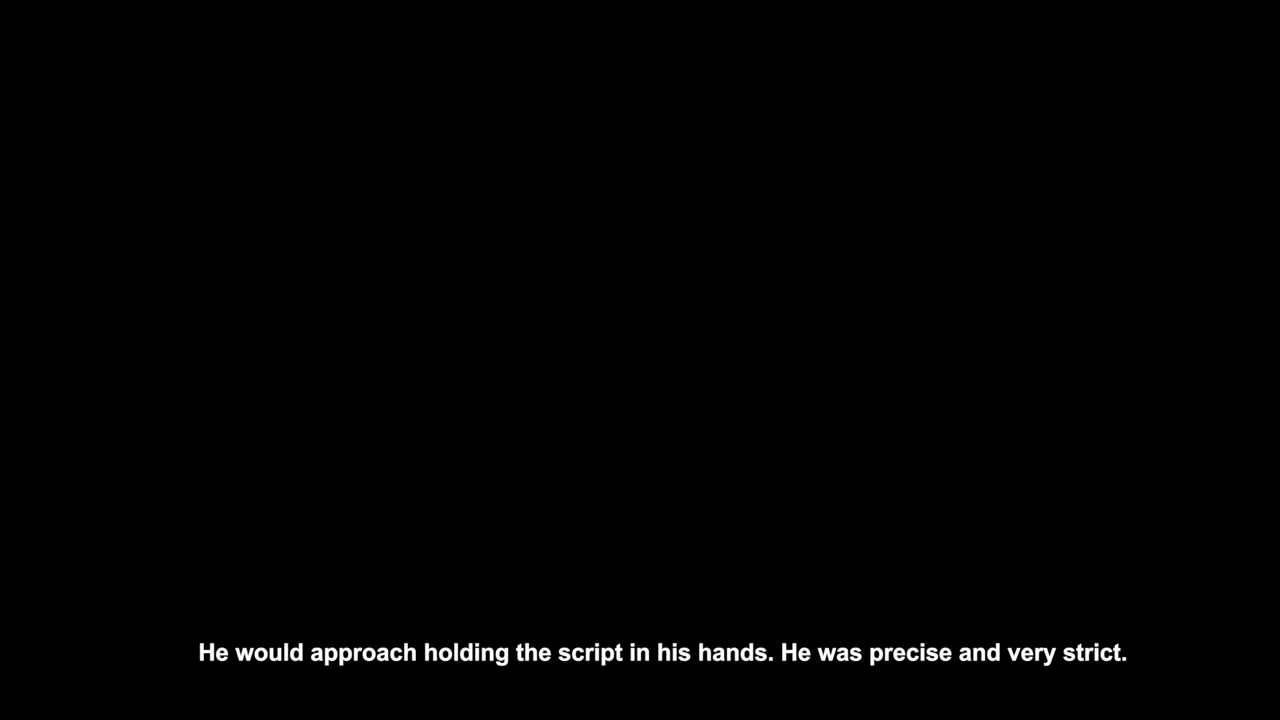 He would approach holding the script in his hands. He was precise and very strict.